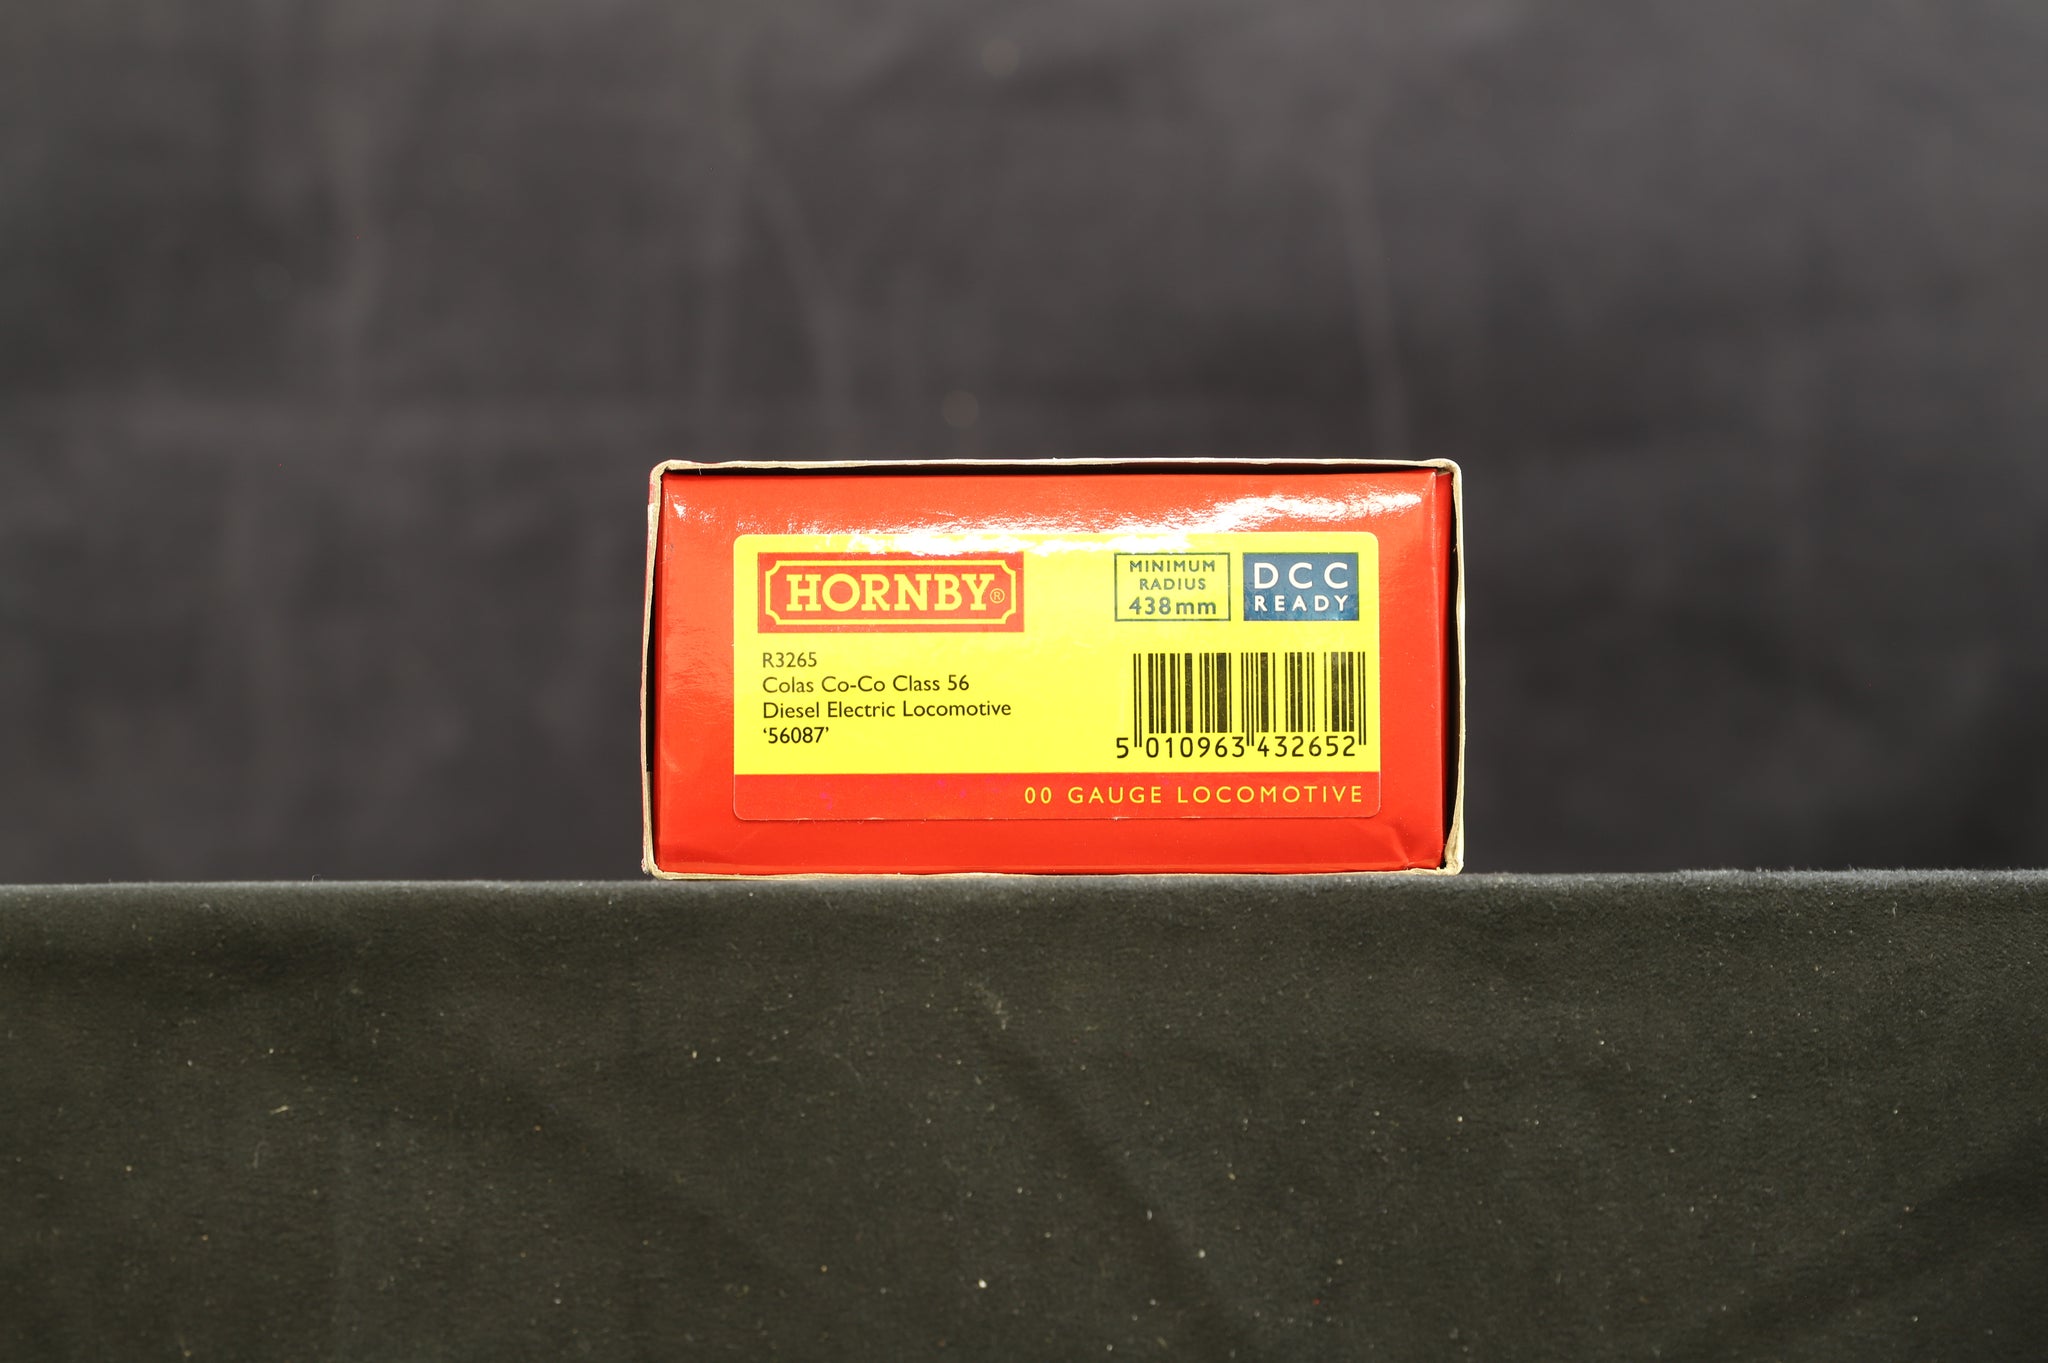 HORNBY®
MINIMUM
RADIUS
438mm
DCC
READY
R3265
Colas Co-Co Class 56
Diesel Electric Locomotive
‘56087’
5 010963 432652
00 GAUGE LOCOMOTIVE